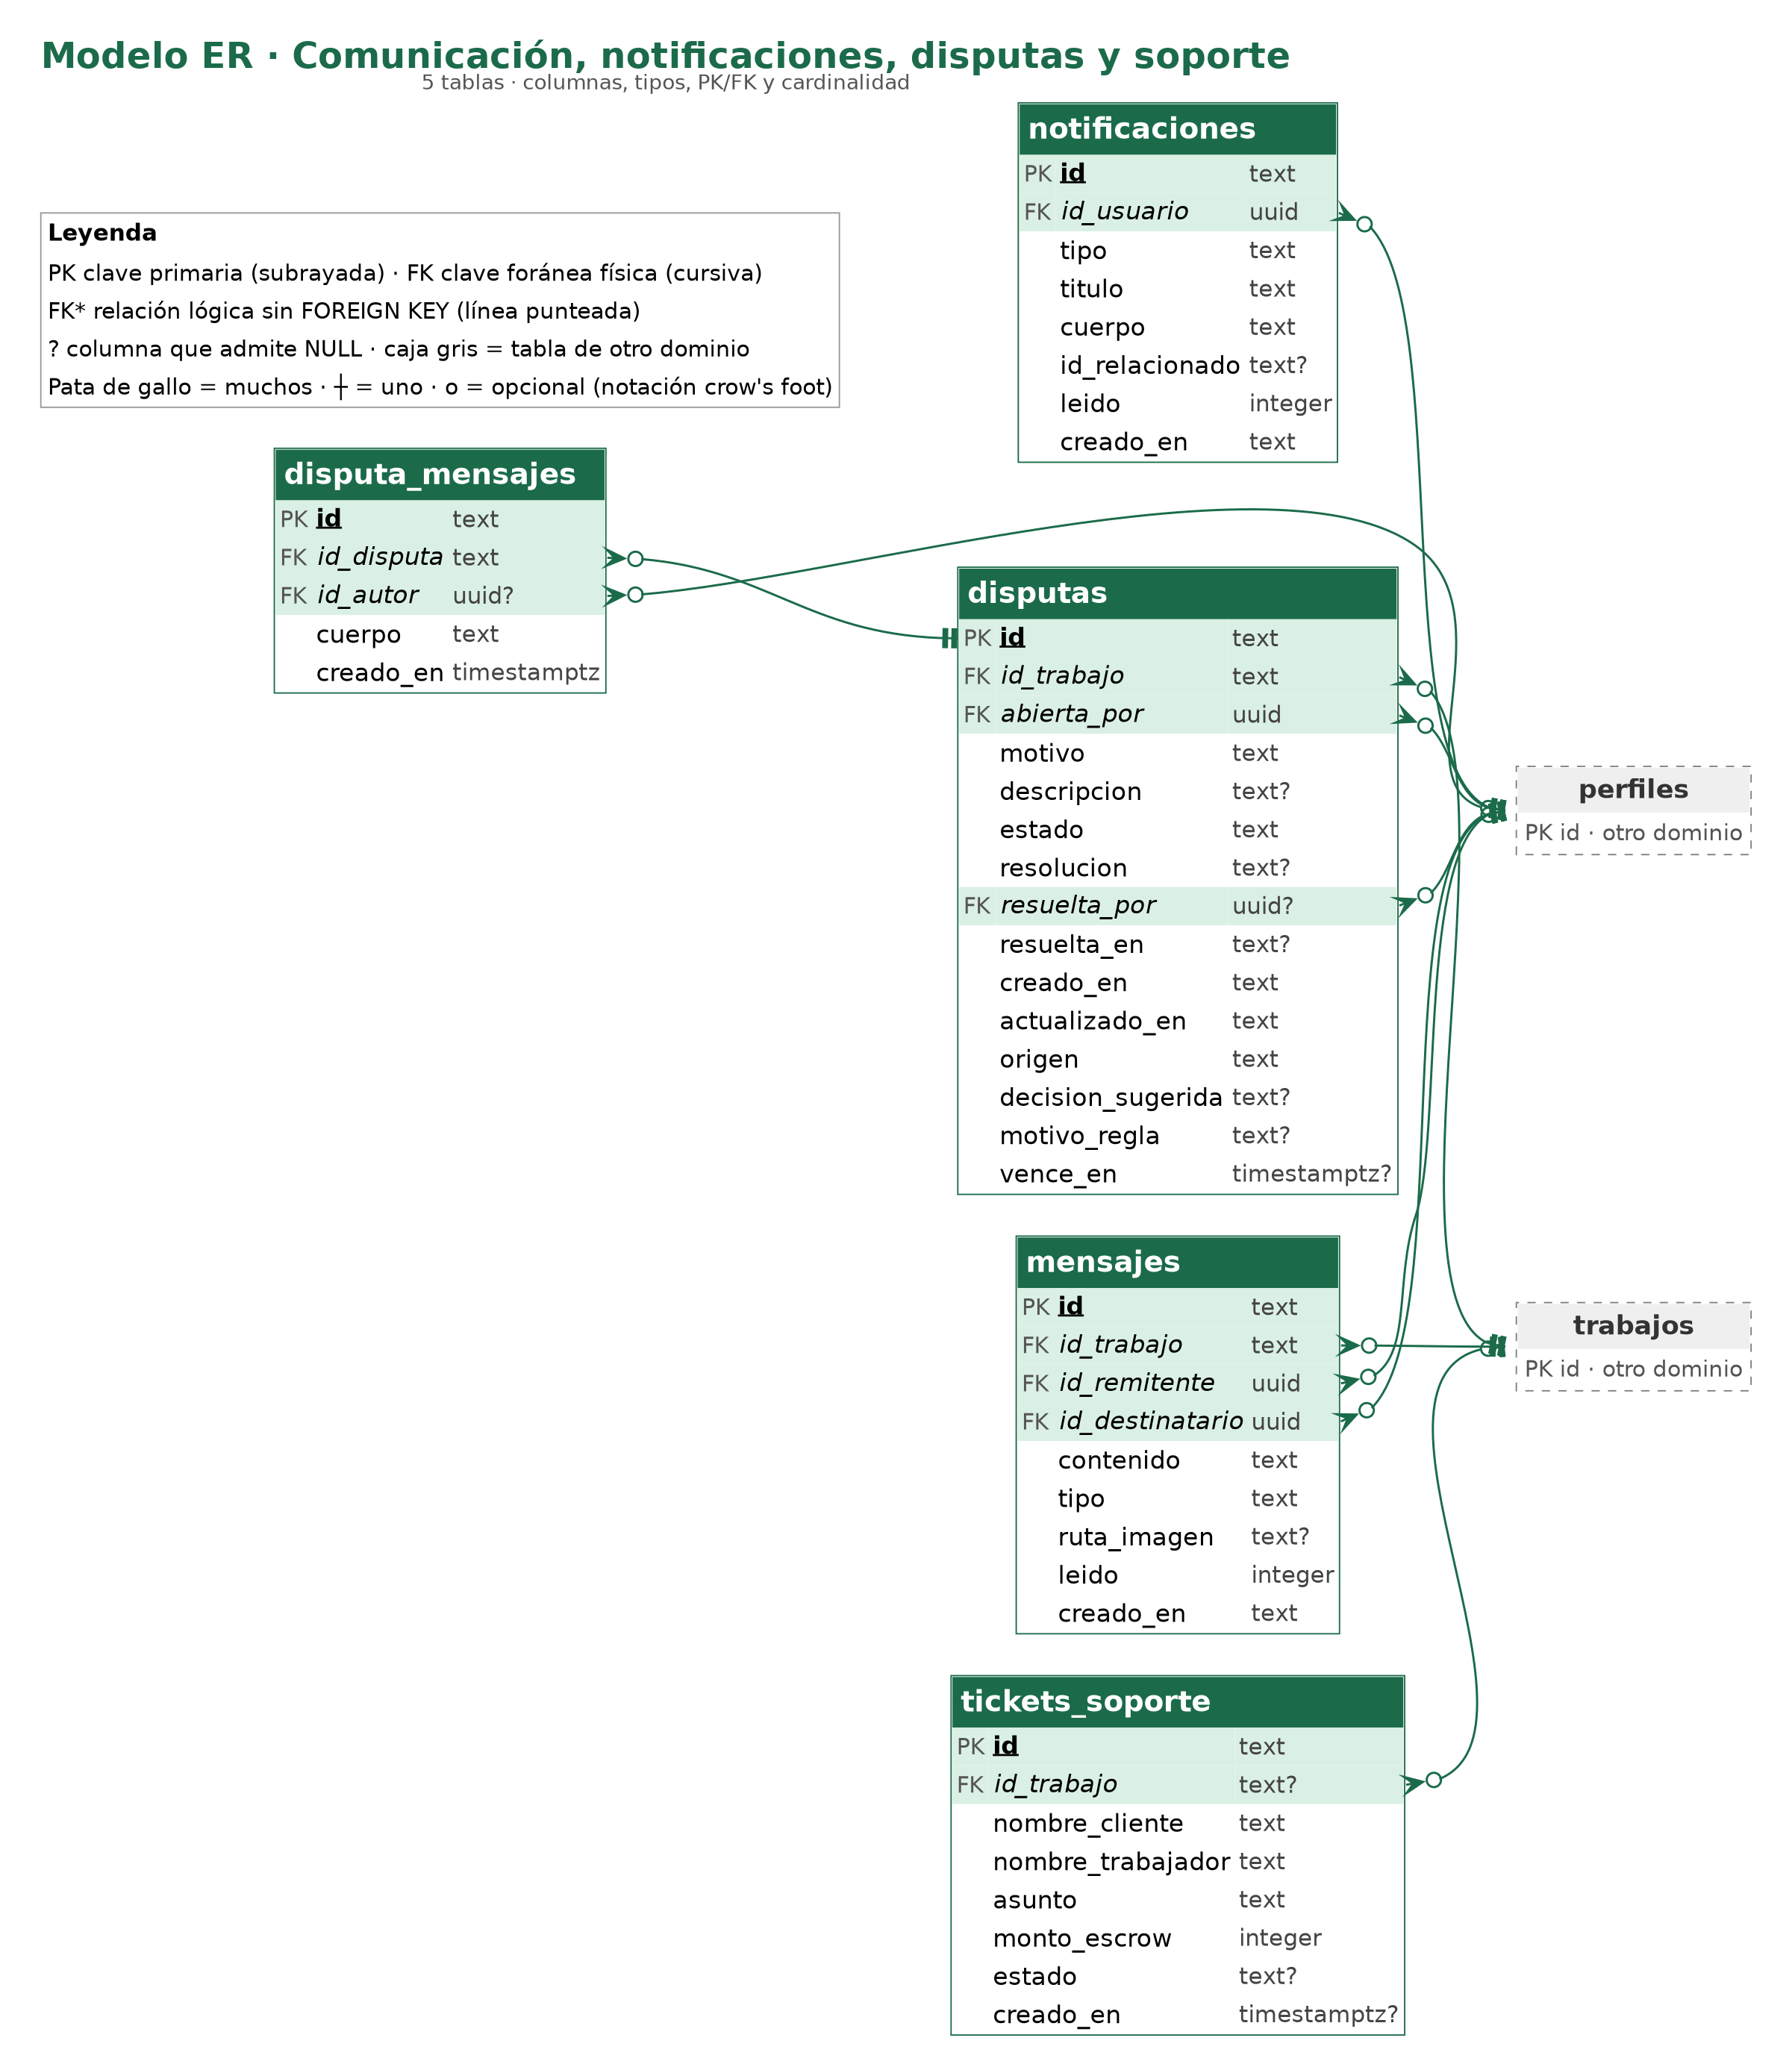 Modelo ER · Comunicación, notificaciones, disputas y soporte
5 tablas · columnas, tipos, PK/FK y cardinalidad
notificaciones
PK id text
FK id_usuario uuid
tipo text
titulo text
cuerpo text
id_relacionado text?
leido integer
creado_en text
Leyenda
PK clave primaria (subrayada) · FK clave foránea física (cursiva)
FK* relación lógica sin FOREIGN KEY (línea punteada)
? columna que admite NULL · caja gris = tabla de otro dominio
Pata de gallo = muchos · ┼ = uno · o = opcional (notación crow's foot)
disputa_mensajes
PK id text
FK id_disputa text
FK id_autor uuid?
cuerpo text
creado_en timestamptz
disputas
PK id text
FK id_trabajo text
FK abierta_por uuid
motivo text
descripcion text?
estado text
resolucion text?
FK resuelta_por uuid?
resuelta_en text?
creado_en text
actualizado_en text
origen text
decision_sugerida text?
motivo_regla text?
vence_en timestamptz?
perfiles
PK id · otro dominio
mensajes
PK id text
FK id_trabajo text
FK id_remitente uuid
FK id_destinatario uuid
contenido text
tipo text
ruta_imagen text?
leido integer
creado_en text
trabajos
PK id · otro dominio
tickets_soporte
PK id text
FK id_trabajo text?
nombre_cliente text
nombre_trabajador text
asunto text
monto_escrow integer
estado text?
creado_en timestamptz?